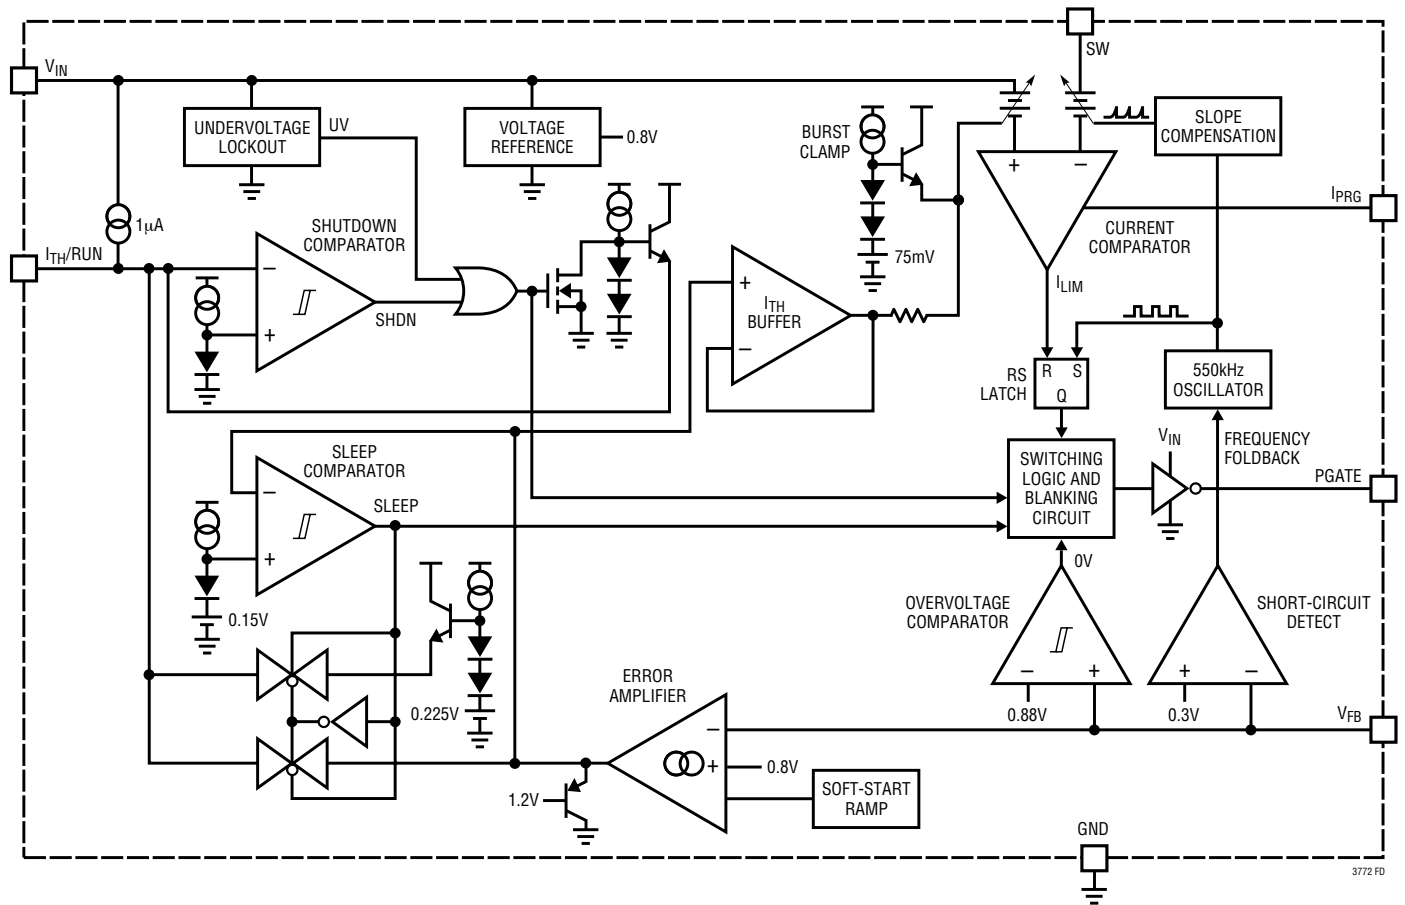 SW
VIN
UNDERVOLTAGE
LOCKOUT
UV
VOLTAGE
REFERENCE
0.8V
BURST
CLAMP
SLOPE
COMPENSATION
+
–
1µA
SHUTDOWN
COMPARATOR
CURRENT
COMPARATOR
IPRG
ITH/RUN
–
+
SHDN
75mV
+
ITH
BUFFER
–
ILIM
RS
LATCH
R S
Q
550kHz
OSCILLATOR
SLEEP
COMPARATOR
–
+
SLEEP
0.15V
SWITCHING
LOGIC AND
BLANKING
CIRCUIT
VIN
FREQUENCY
FOLDBACK
PGATE
0V
OVERVOLTAGE
COMPARATOR
– +
0.88V
SHORT-CIRCUIT
DETECT
+ –
0.3V
VFB
0.225V
ERROR
AMPLIFIER
–
+
0.8V
1.2V
SOFT-START
RAMP
GND
3772 FD